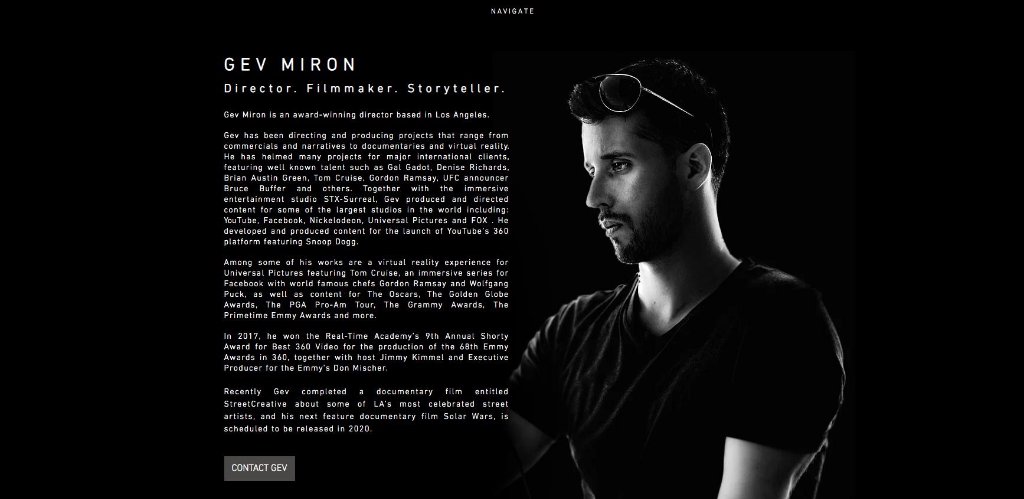 NAVIGATE
GEV MIRON
Director. Filmmaker. Storyteller.
Gev Miron is an award-winning director based in Los Angeles.
Gev has been directing and producing projects that range from
commercials and narratives to documentaries and virtual reality.
He has helmed many projects for major international clients,
featuring well known talent such as Gal Gadot, Denise Richards,
Brian Austin Green, Tom Cruise, Gordon Ramsay, UFC announcer
Bruce Buffer and others. Together with the immersive
entertainment studio STX-Surreal, Gev produced and directed
content for some of the largest studios in the world including:
YouTube, Facebook, Nickelodeon, Universal Pictures and FOX . He
developed and produced content for the launch of YouTube's 360
platform featuring Snoop Dogg.
Among some of his works are a virtual reality experience for
Universal Pictures featuring Tom Cruise, an immersive series for
Facebook with world famous chefs Gordon Ramsay and Wolfgang
Puck, as well as content for The Oscars, The Golden Globe
Awards, The PGA Pro-Am Tour, The Grammy Awards, The
Primetime Emmy Awards and more.
In 2017, he won the Real-Time Academy's 9th Annual Shorty
Award for Best 360 Video for the production of the 68th Emmy
Awards in 360, together with host Jimmy Kimmel and Executive
Producer for the Emmy's Don Mischer.
Recently Gev completed a documentary film entitled
StreetCreative about some of LA's most celebrated street
artists, and his next feature documentary film Solar Wars, is
scheduled to be released in 2020.
CONTACT GEV